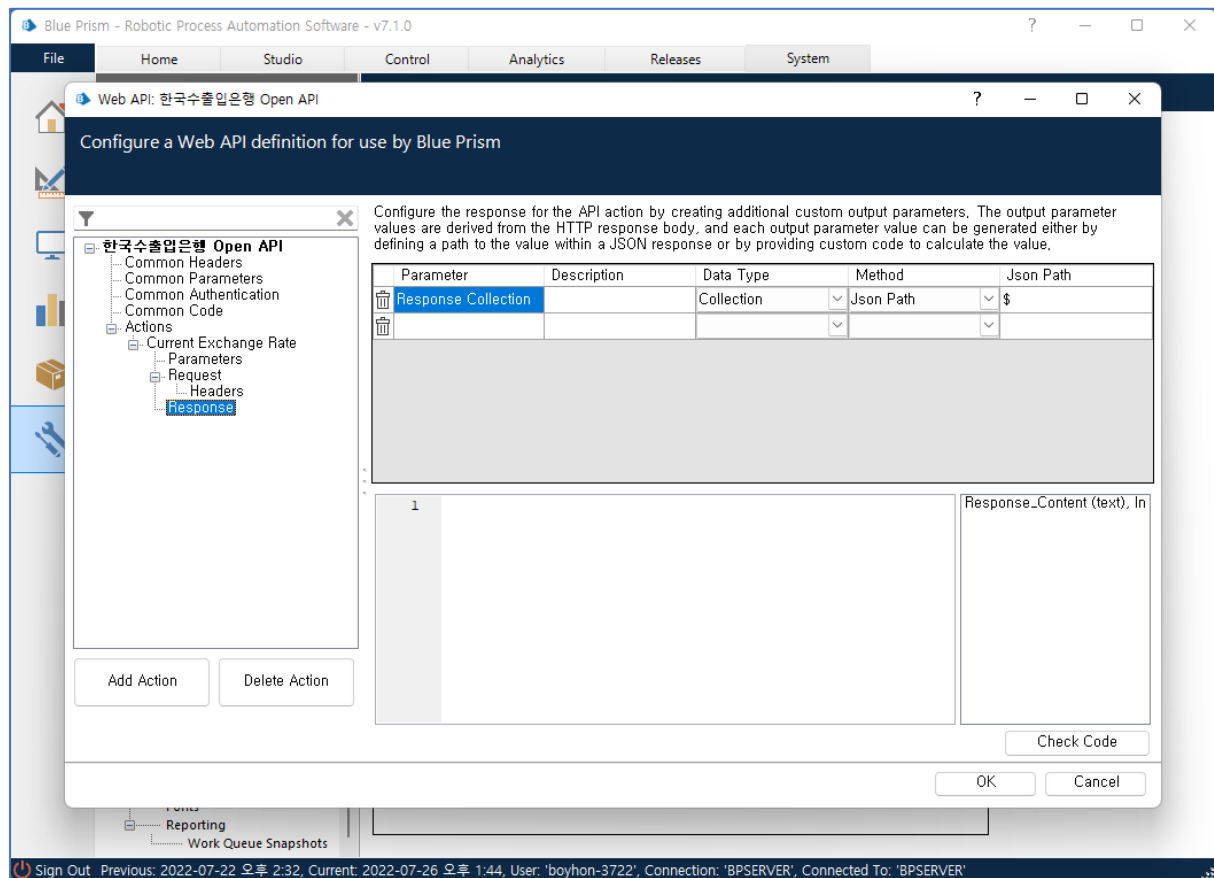 Blue Prism - Robotic Process Automation Software - v7.1.0
File Home Studio Control Analytics Releases System
Web API: 한국수출입은행 Open API
Configure a Web API definition for use by Blue Prism
Configure the response for the API action by creating additional custom output parameters. The output parameter
values are derived from the HTTP response body, and each output parameter value can be generated either by
defining a path to the value within a JSON response or by providing custom code to calculate the value.
한국수출입은행 Open API
Common Headers
Common Parameters
Common Authentication
Common Code
Actions
Current Exchange Rate
Parameters
Request
Headers
Response
Parameter Description Data Type Method Json Path
Response Collection Collection Json Path $
1
Response_Content (text), In
Add Action Delete Action
Check Code
OK Cancel
Reporting
Work Queue Snapshots
Sign Out Previous: 2022-07-22 오후 2:32, Current: 2022-07-26 오후 1:44, User: 'boyhon-3722', Connection: 'BPSERVER', Connected To: 'BPSERVER'